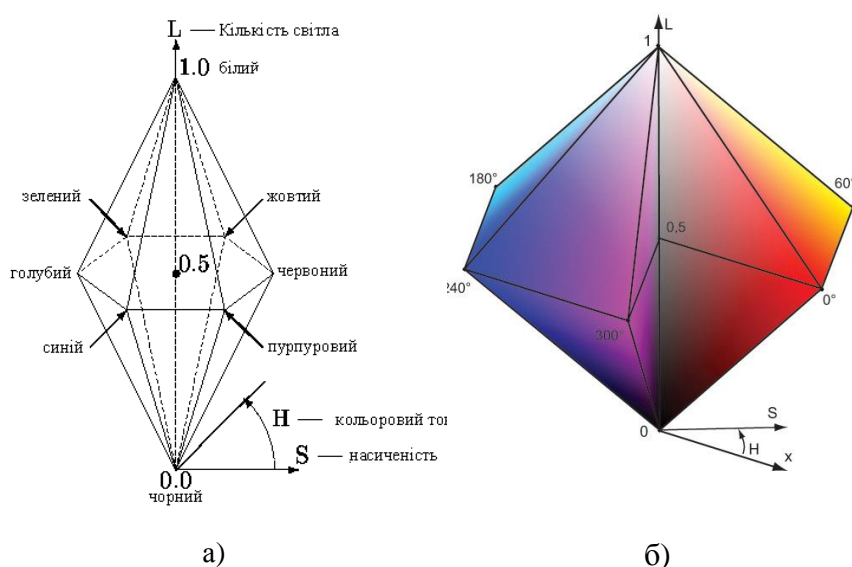 L — Кількість світла
1.0 білий
зелений
жовтий
голубий
0.5
червоний
синій
пурпуровий
H — кольоровий тог
S — насиченість
0.0
чорний
а)
L
1
180°
60°
0,5
240°
0°
300°
0
S
H
x
б)